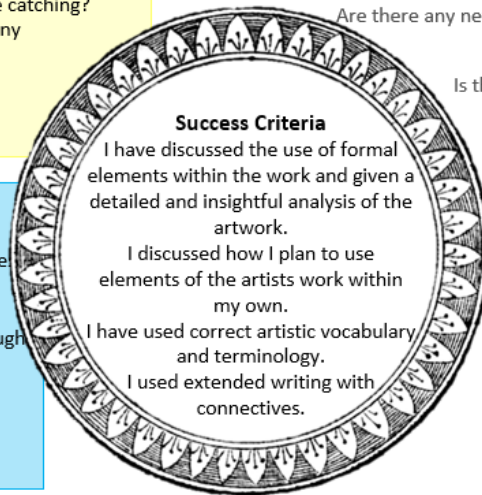 catching?
ny
Are there any ne
Is th
Success Criteria
I have discussed the use of formal
elements within the work and given a
detailed and insightful analysis of the
artwork.
I discussed how I plan to use
elements of the artists work within
my own.
I have used correct artistic vocabulary
and terminology.
I used extended writing with
connectives.
ugh